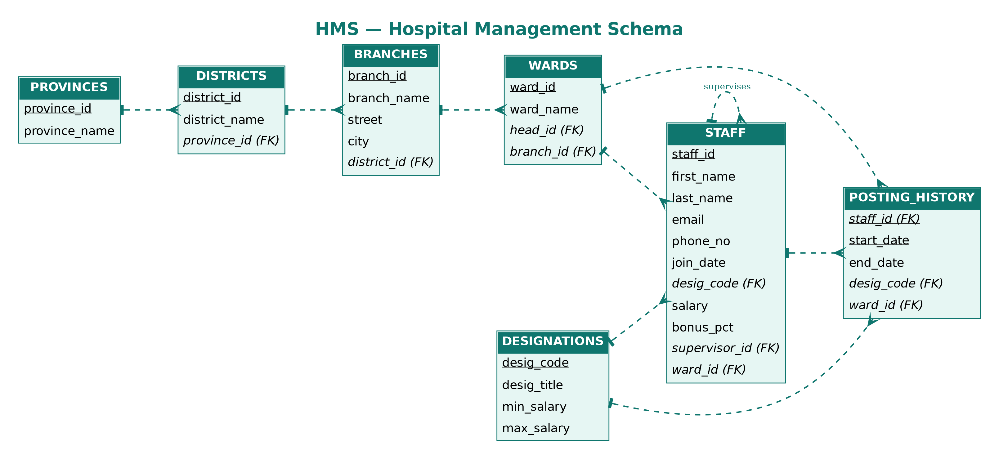 HMS — Hospital Management Schema
PROVINCES
province_id
province_name
DISTRICTS
district_id
district_name
province_id (FK)
BRANCHES
branch_id
branch_name
street
city
district_id (FK)
WARDS
ward_id
ward_name
head_id (FK)
branch_id (FK)
supervises
STAFF
staff_id
first_name
last_name
email
phone_no
join_date
desig_code (FK)
salary
bonus_pct
supervisor_id (FK)
ward_id (FK)
POSTING_HISTORY
staff_id (FK)
start_date
end_date
desig_code (FK)
ward_id (FK)
DESIGNATIONS
desig_code
desig_title
min_salary
max_salary